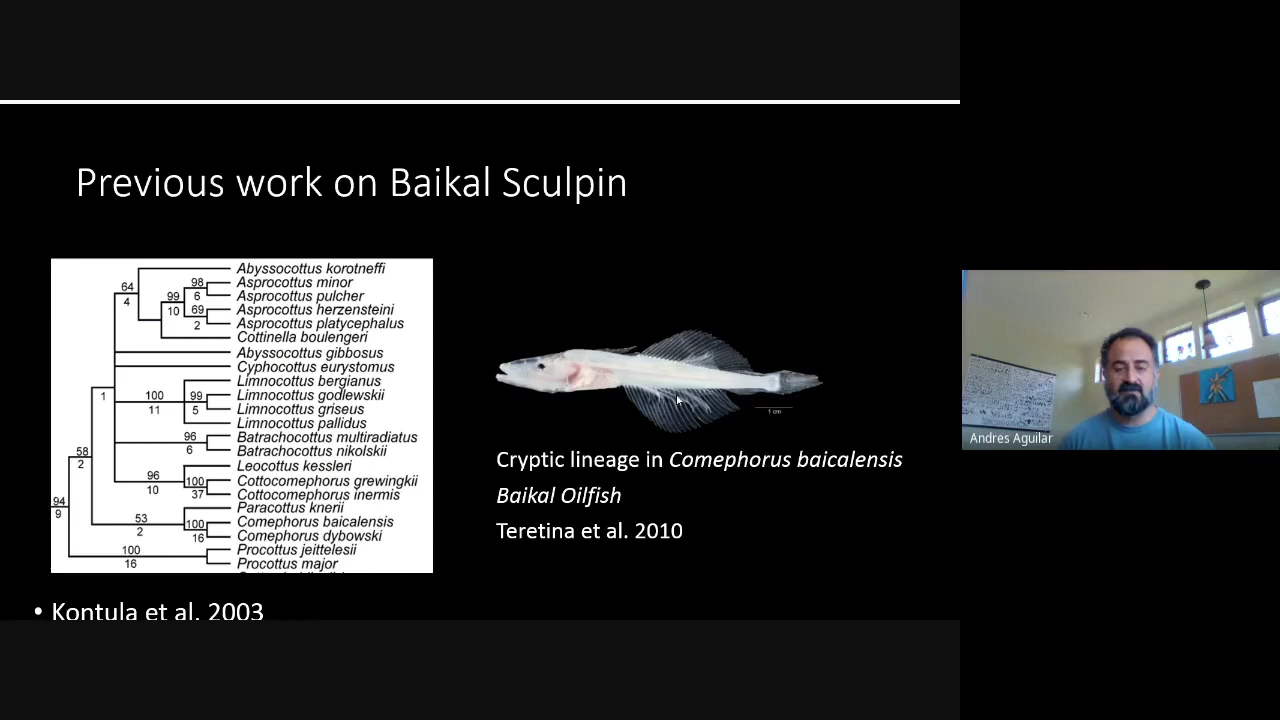 Previous work on Baikal Sculpin
64
4
99
10
98
6
69
2
1
100
11
99
5
96
6
58
2
96
10
100
37
94
9
53
2
100
16
100
16
Abyssocottus korotneffi
Asprocottus minor
Asprocottus pulcher
Asprocottus herzensteini
Asprocottus platycephalus
Cottinella boulengeri
Abyssocottus gibbosus
Cyphocottus eurystomus
Limnocottus bergianus
Limnocottus godlewskii
Limnocottus griseus
Limnocottus pallidus
Batrachocottus multiradiatus
Batrachocottus nikolskii
Leocottus kessleri
Cottocomephorus grewingkii
Cottocomephorus inermis
Paracottus knerii
Comephorus baicalensis
Comephorus dybowski
Procottus jeittelesii
Procottus major
• Kontula et al. 2003
1 cm
Cryptic lineage in Comephorus baicalensis
Baikal Oilfish
Teretina et al. 2010
Andres Aguilar